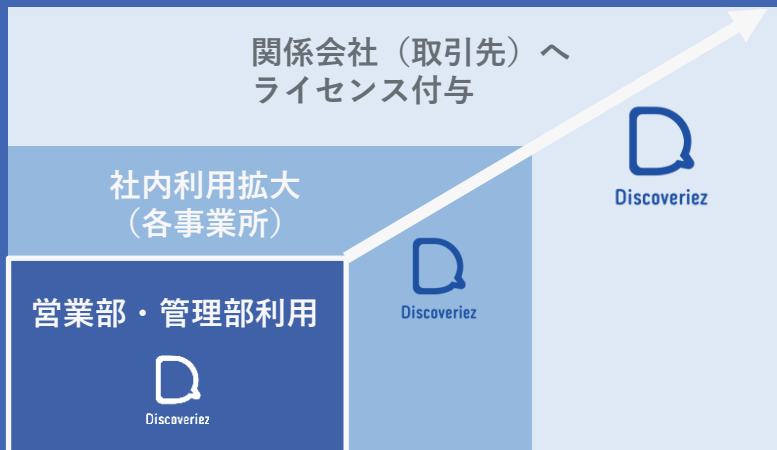 関係会社（取引先）へ
ライセンス付与
社内利用拡大
（各事業所）
営業部・管理部利用
Discoveriez
Discoveriez
Discoveriez